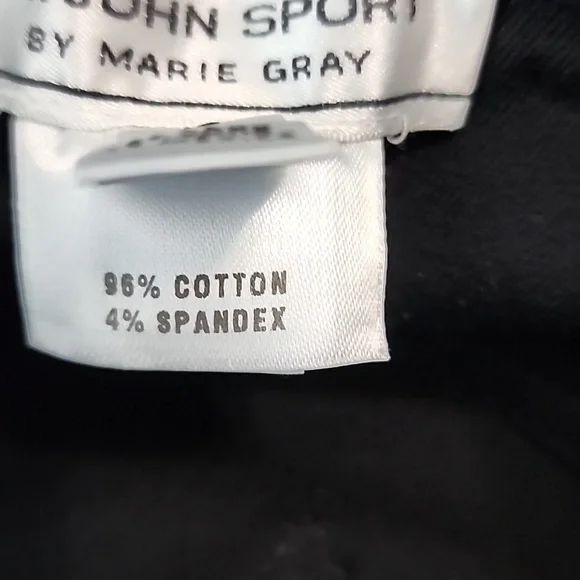 JOHN SPORT
BY MARIE GRAY
96% COTTON
4% SPANDEX